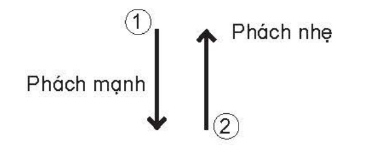 ①
Phách nhẹ
Phách mạnh
②